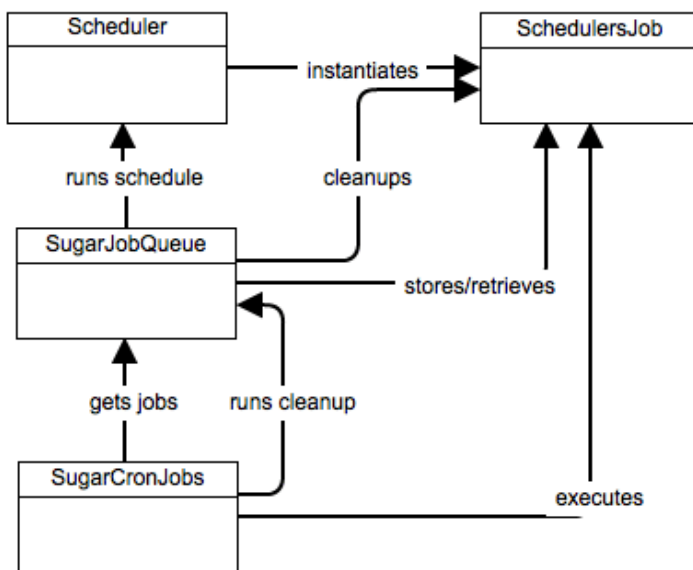 Scheduler
SchedulersJob
instantiates
runs schedule
cleanups
SugarJobQueue
stores/retrieves
gets jobs
runs cleanup
SugarCronJobs
executes